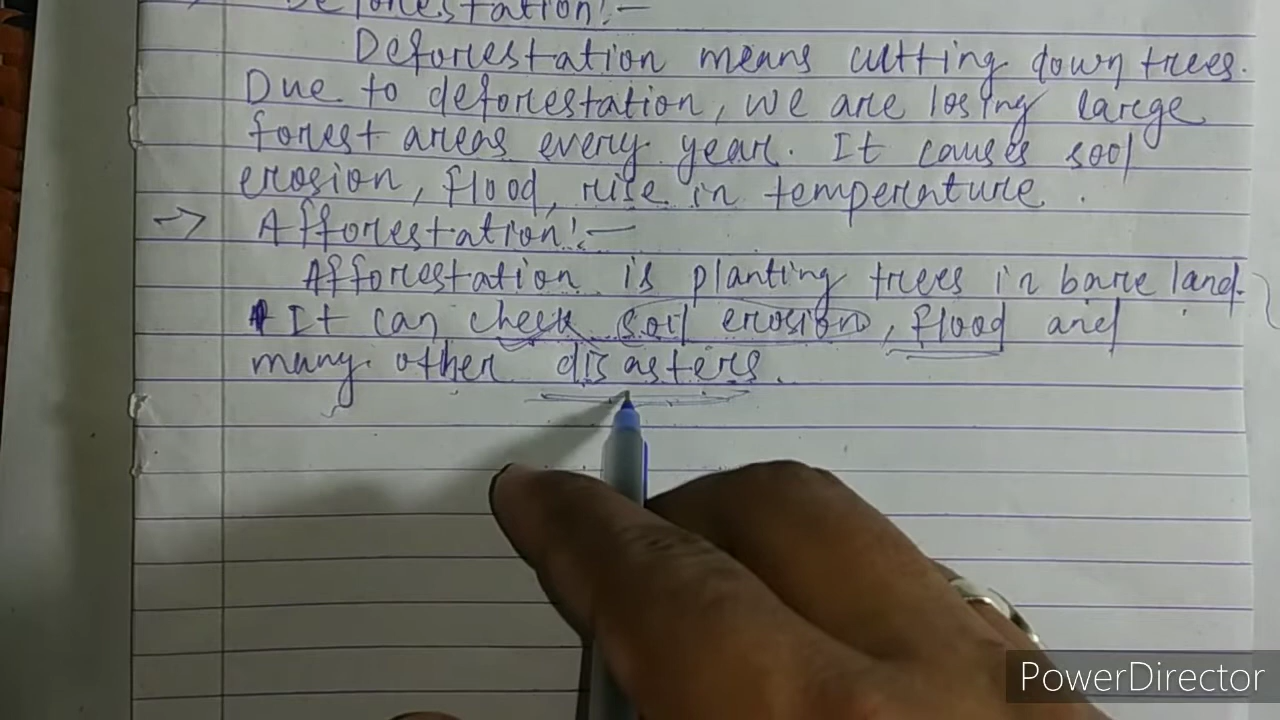 → Deforestation:-
Deforestation means cutting down trees.
Due to deforestation, we are losing large
forest areas every year. It causes soil
erosion, flood, rise in temperature.
→ Afforestation:-
Afforestation is planting trees in bare land.
It can check soil erosion, flood and
many other disasters.
PowerDirector